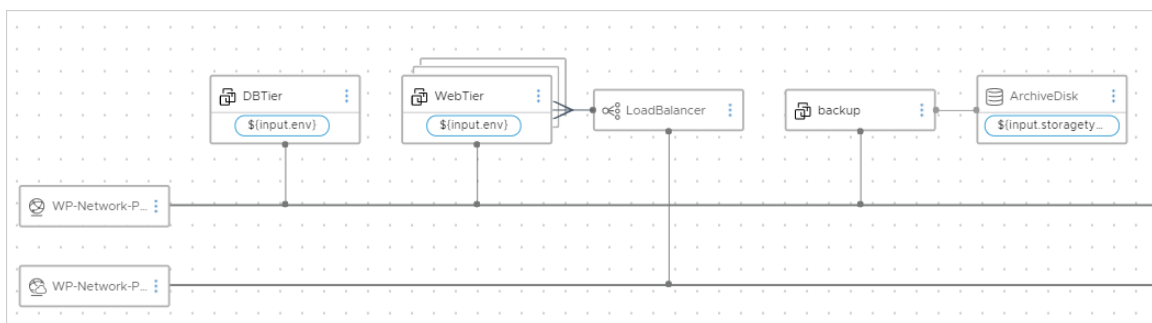 DBTier
${input.env}
WebTier
${input.env}
LoadBalancer
backup
ArchiveDisk
${input.storagety...
WP-Network-P...
WP-Network-P...